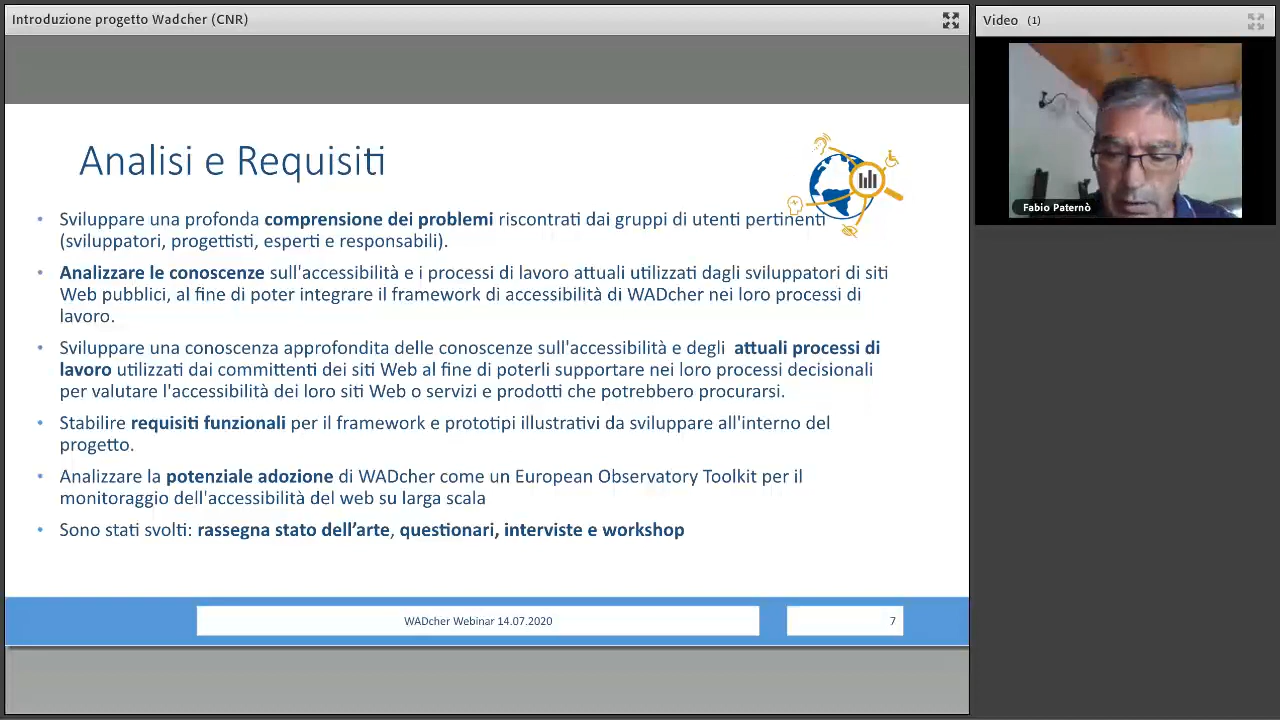 Introduzione progetto Wadcher (CNR)
Video (1)
Fabio Paternò
Analisi e Requisiti
• Sviluppare una profonda comprensione dei problemi riscontrati dai gruppi di utenti pertinenti
(sviluppatori, progettisti, esperti e responsabili).
• Analizzare le conoscenze sull'accessibilità e i processi di lavoro attuali utilizzati dagli sviluppatori di siti
Web pubblici, al fine di poter integrare il framework di accessibilità di WADcher nei loro processi di
lavoro.
• Sviluppare una conoscenza approfondita delle conoscenze sull'accessibilità e degli attuali processi di
lavoro utilizzati dai committenti dei siti Web al fine di poterli supportare nei loro processi decisionali
per valutare l'accessibilità dei loro siti Web o servizi e prodotti che potrebbero procurarsi.
• Stabilire requisiti funzionali per il framework e prototipi illustrativi da sviluppare all'interno del
progetto.
• Analizzare la potenziale adozione di WADcher come un European Observatory Toolkit per il
monitoraggio dell'accessibilità del web su larga scala
• Sono stati svolti: rassegna stato dell’arte, questionari, interviste e workshop
WADcher Webinar 14.07.2020
7